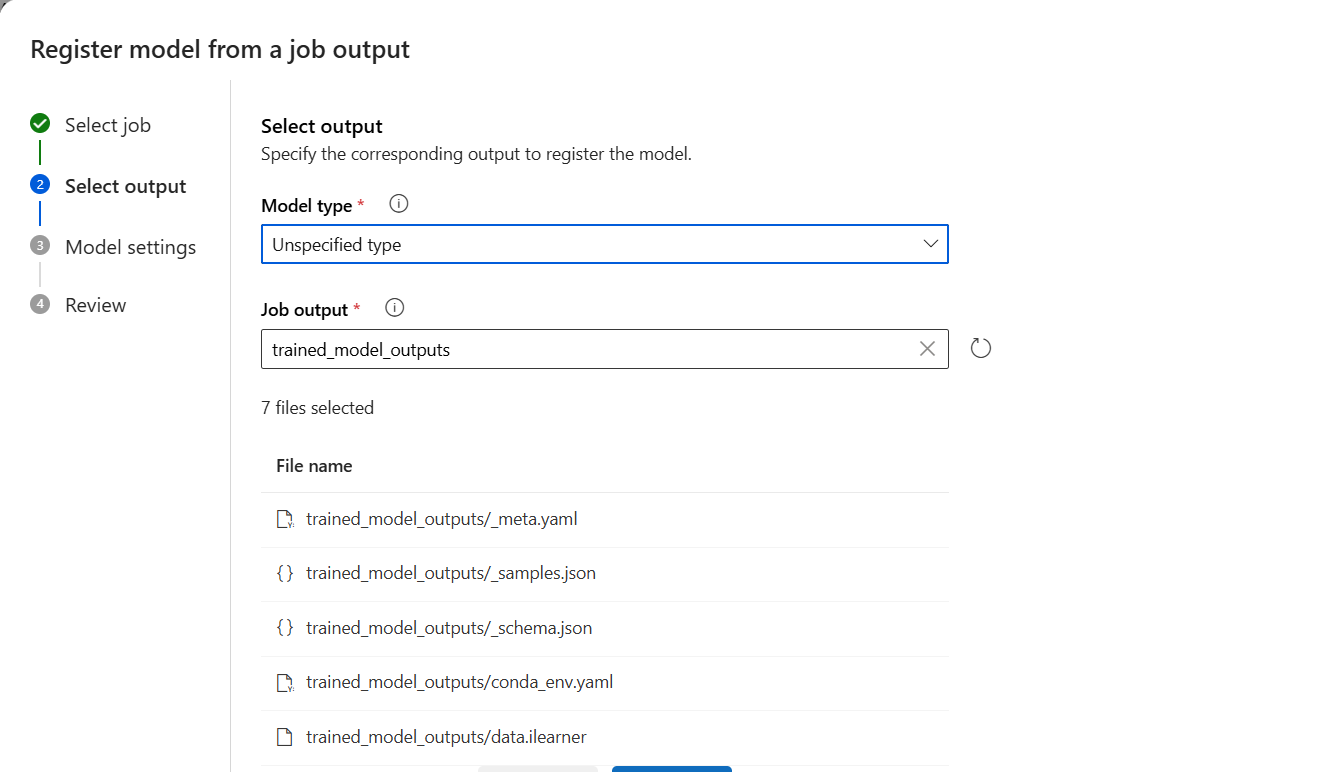 Register model from a job output
Select job
2 Select output
3 Model settings
4 Review
Select output
Specify the corresponding output to register the model.
Model type *
Unspecified type
Job output *
trained_model_outputs
7 files selected
File name
trained_model_outputs/_meta.yaml
trained_model_outputs/_samples.json
trained_model_outputs/_schema.json
trained_model_outputs/conda_env.yaml
trained_model_outputs/data.ilearner